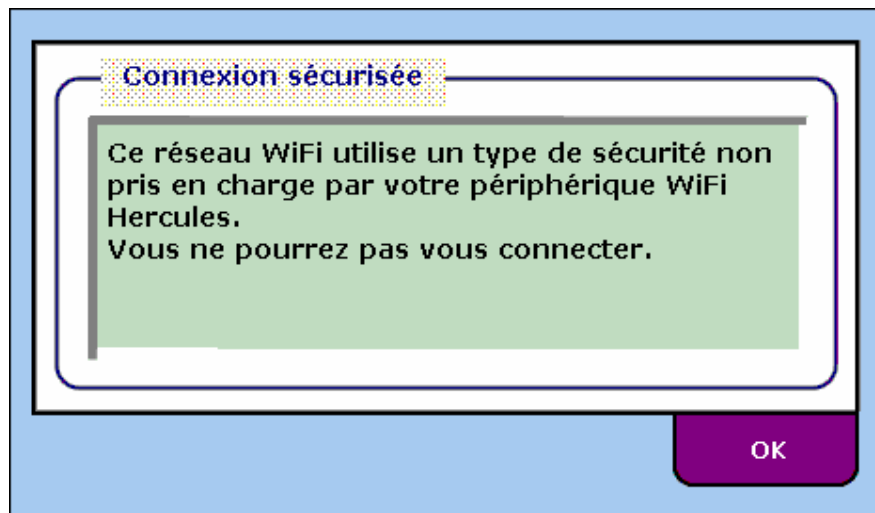 Connexion sécurisée
Ce réseau WiFi utilise un type de sécurité non
pris en charge par votre périphérique WiFi
Hercules.
Vous ne pourrez pas vous connecter.
OK